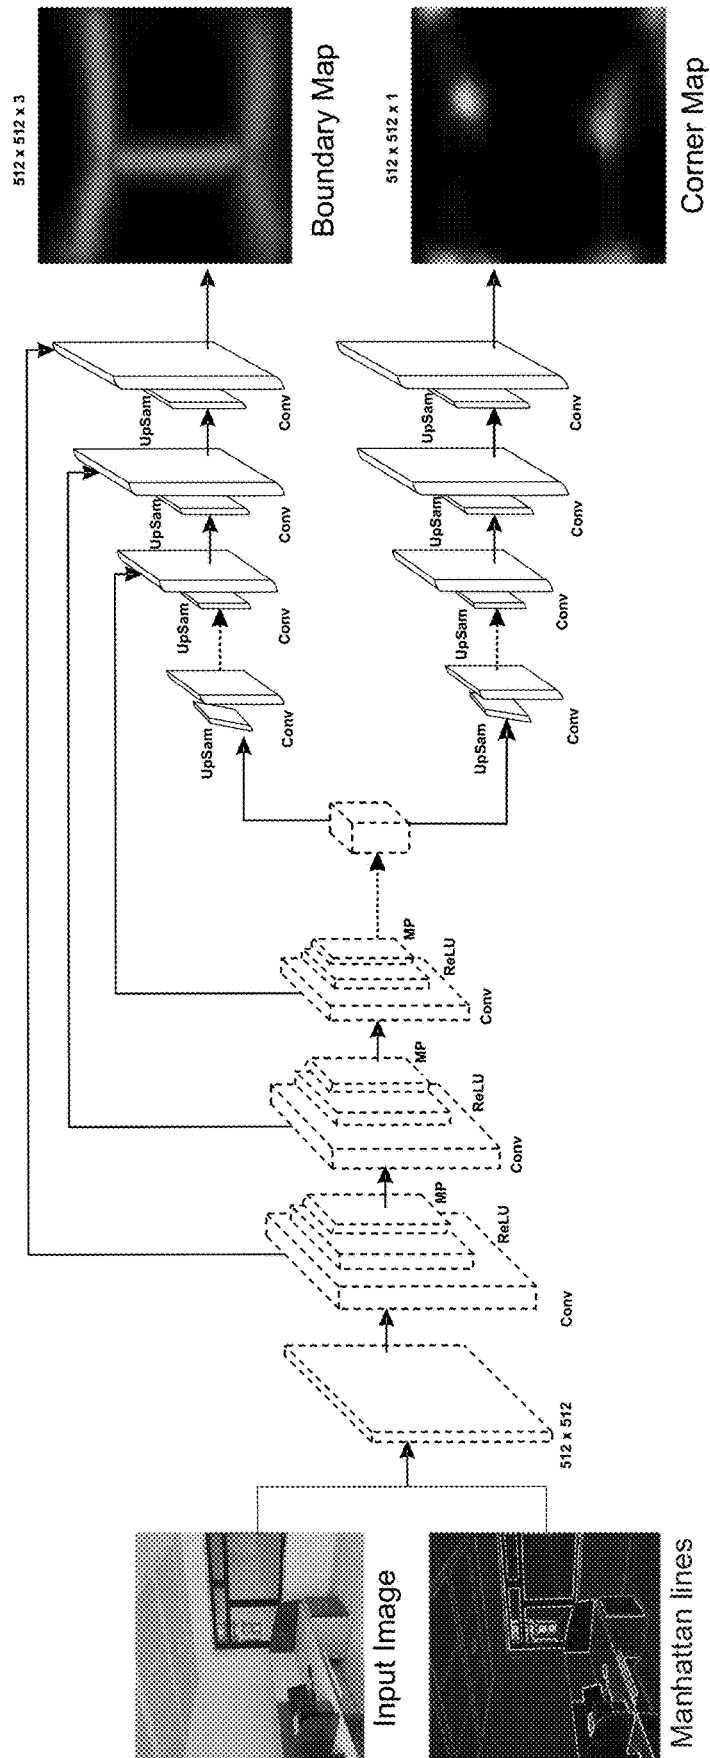 Input Image
Manhattan lines
512 x 512
Conv
ReLU
MP
Conv
ReLU
MP
Conv
ReLU
MP
UpSam
Conv
UpSam
Conv
UpSam
Conv
UpSam
Conv
512 x 512 x 3
Boundary Map
UpSam
Conv
UpSam
Conv
UpSam
Conv
UpSam
Conv
512 x 512 x 1
Corner Map